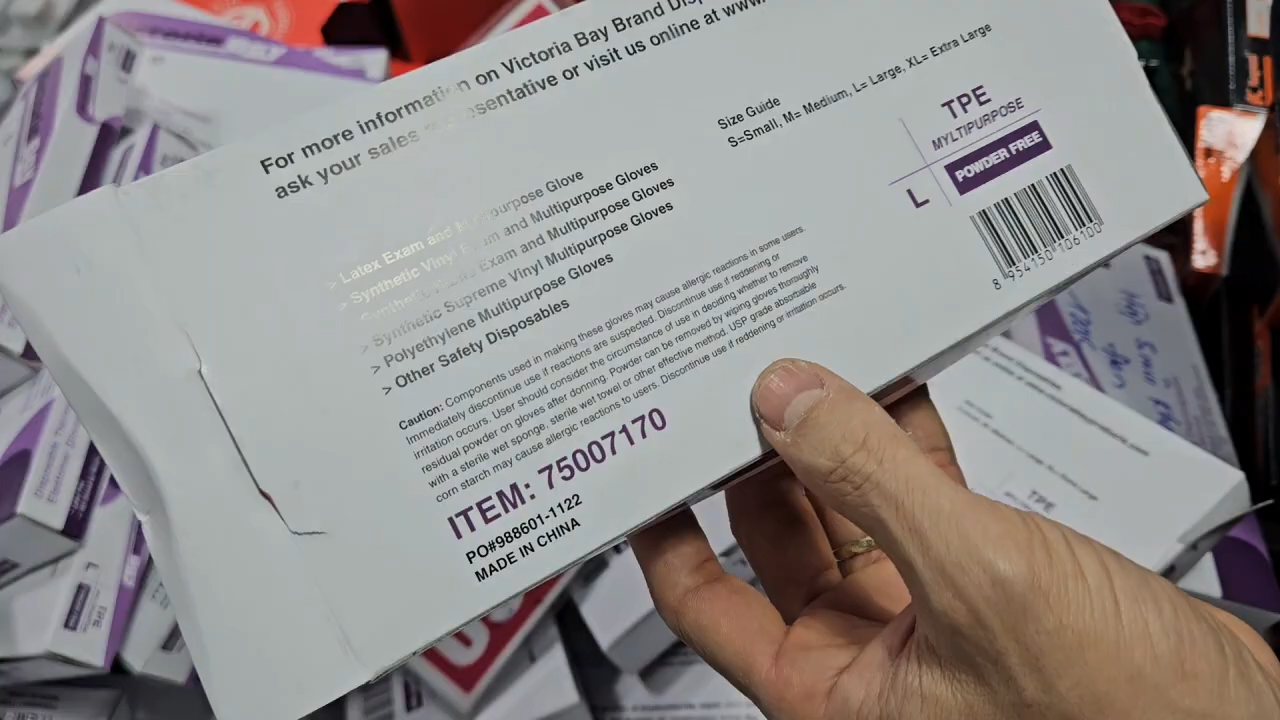 For more information on Victoria Bay Brand
ask your sales representative or visit us online at www.
Size Guide
S=Small, M= Medium, L= Large, XL= Extra Large
TPE
MYLTIPURPOSE
POWDER FREE
L
8 954150 106100
> Latex Exam and Multipurpose Glove
> Synthetic Vinyl Exam and Multipurpose Gloves
Synthetic Exam and Multipurpose Gloves
> Synthetic Supreme Vinyl Multipurpose Gloves
> Polyethylene Multipurpose Gloves
> Other Safety Disposables
Caution: Components used in making these gloves may cause allergic reactions in some users.
Immediately discontinue use if reactions are suspected. Discontinue use if reddening or
irritation occurs. User should consider the circumstance of use in deciding whether to remove
residual powder on gloves after donning. Powder can be removed by wiping gloves thoroughly
with a sterile wet sponge, sterile wet towel or other effective method. USP grade absorbable
corn starch may cause allergic reactions to users. Discontinue use if reddening or irritation occurs.
ITEM: 75007170
PO#988601-1122
MADE IN CHINA
TPE